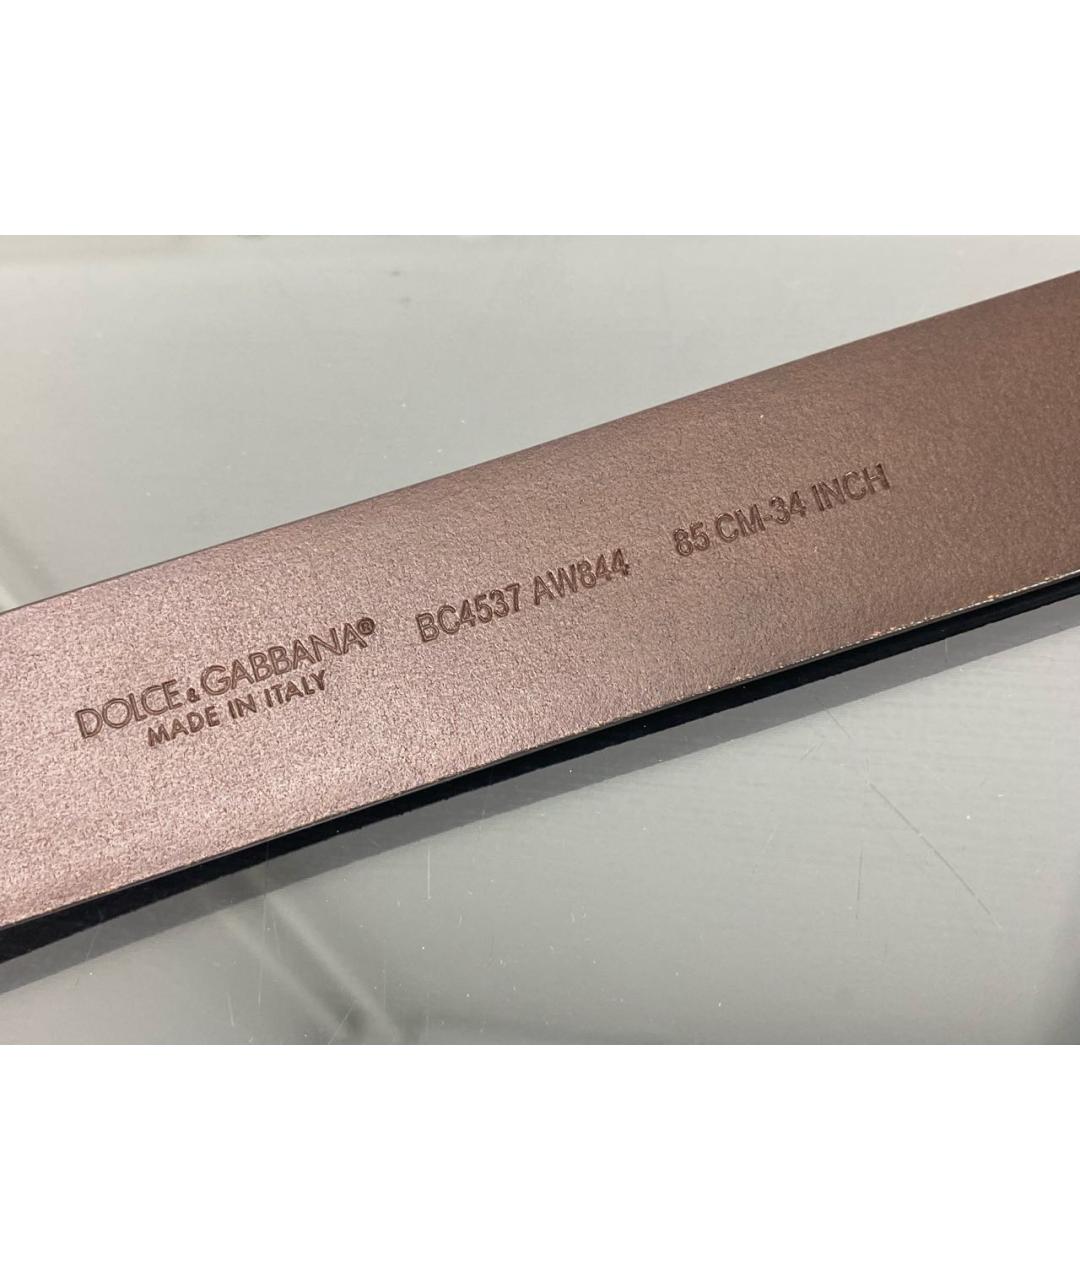 DOLCE & GABBANA®
MADE IN ITALY
BC4537 AW844
85 CM-34 INCH